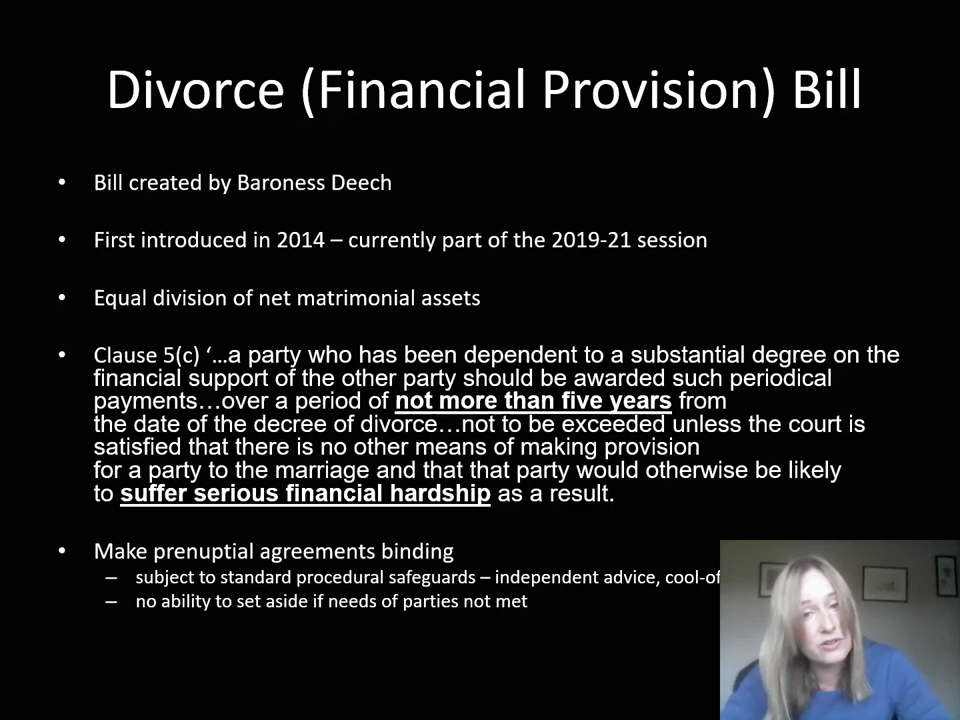 Divorce (Financial Provision) Bill
• Bill created by Baroness Deech
• First introduced in 2014 – currently part of the 2019-21 session
• Equal division of net matrimonial assets
• Clause 5(c) ‘…a party who has been dependent to a substantial degree on the
financial support of the other party should be awarded such periodical
payments…over a period of not more than five years from
the date of the decree of divorce…not to be exceeded unless the court is
satisfied that there is no other means of making provision
for a party to the marriage and that that party would otherwise be likely
to suffer serious financial hardship as a result.
• Make prenuptial agreements binding
– subject to standard procedural safeguards – independent advice,
– no ability to set aside if needs of parties not met